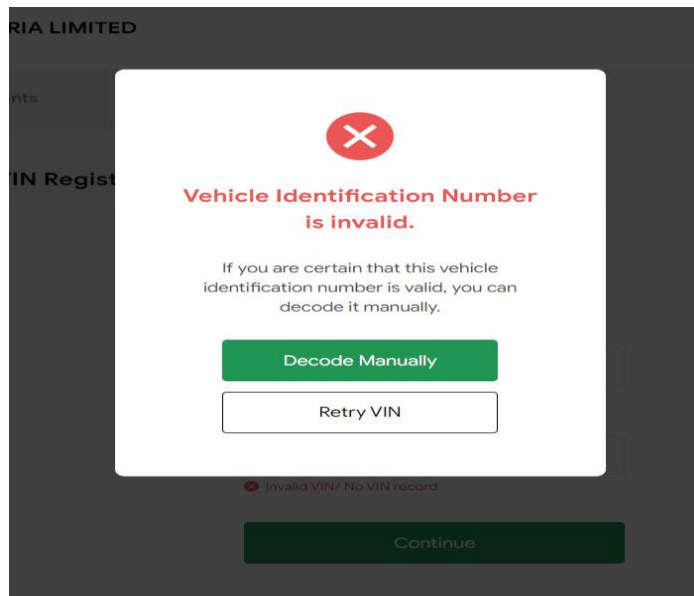 RIA LIMITED
nts
VIN Regist
Vehicle Identification Number
is invalid.
If you are certain that this vehicle
identification number is valid, you can
decode it manually.
Decode Manually
Retry VIN
Invalid VIN/ No VIN record
Continue